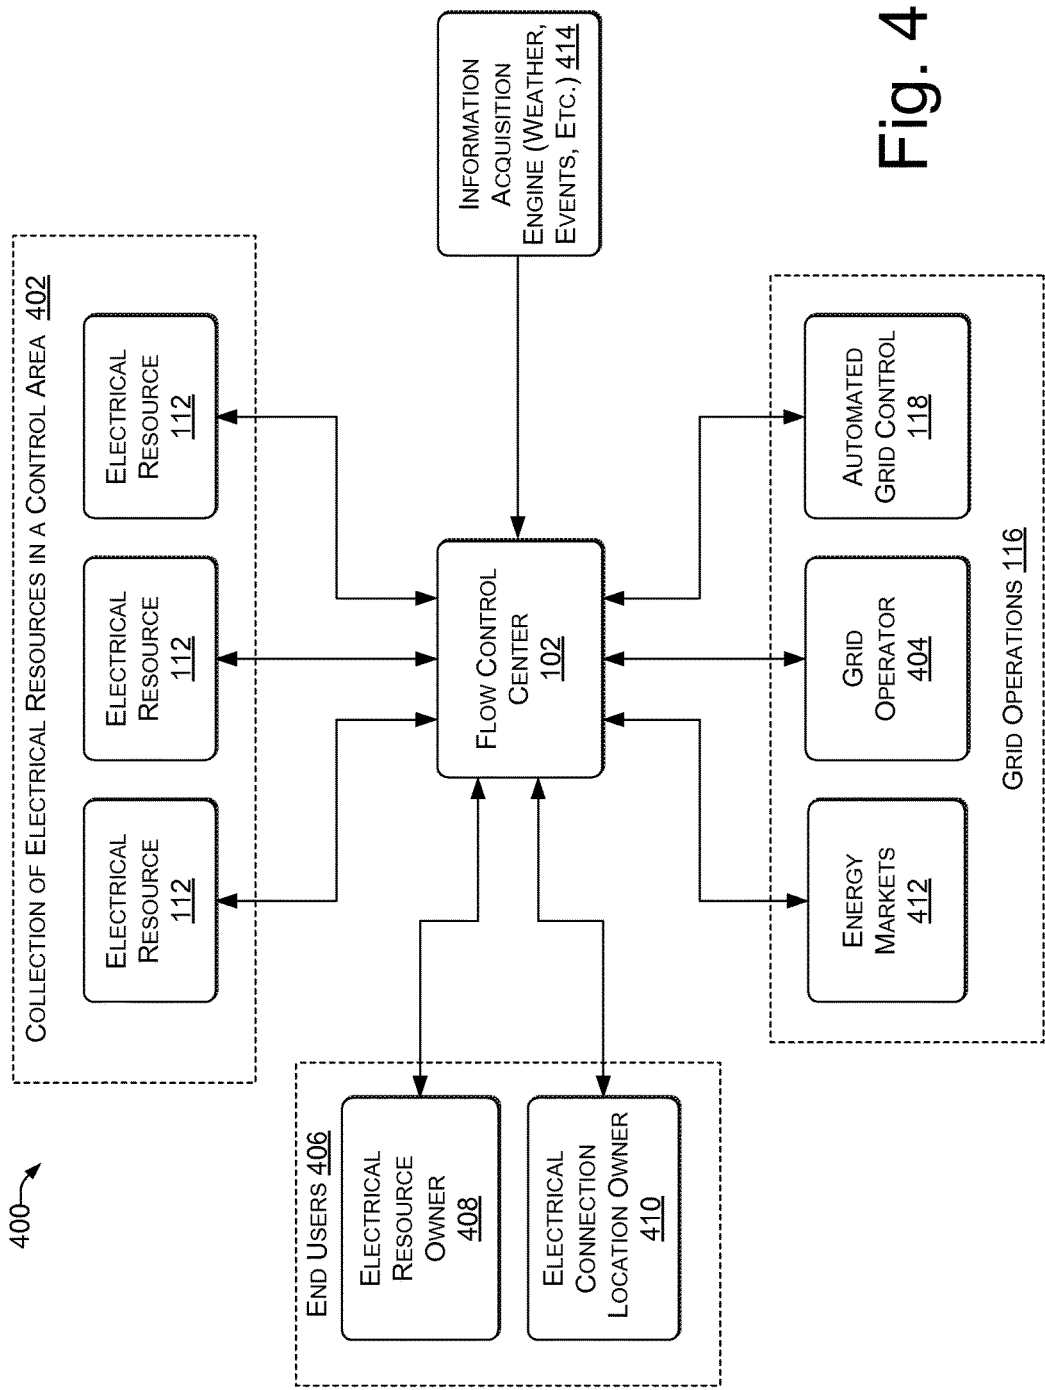 400
COLLECTION OF ELECTRICAL RESOURCES IN A CONTROL AREA 402
ELECTRICAL
RESOURCE
112
ELECTRICAL
RESOURCE
112
ELECTRICAL
RESOURCE
112
END USERS 406
ELECTRICAL
RESOURCE
OWNER
408
ELECTRICAL
CONNECTION
LOCATION OWNER
410
FLOW CONTROL
CENTER
102
INFORMATION
ACQUISITION
ENGINE (WEATHER,
EVENTS, ETC.) 414
ENERGY
MARKETS
412
GRID
OPERATOR
404
AUTOMATED
GRID CONTROL
118
GRID OPERATIONS 116
Fig. 4